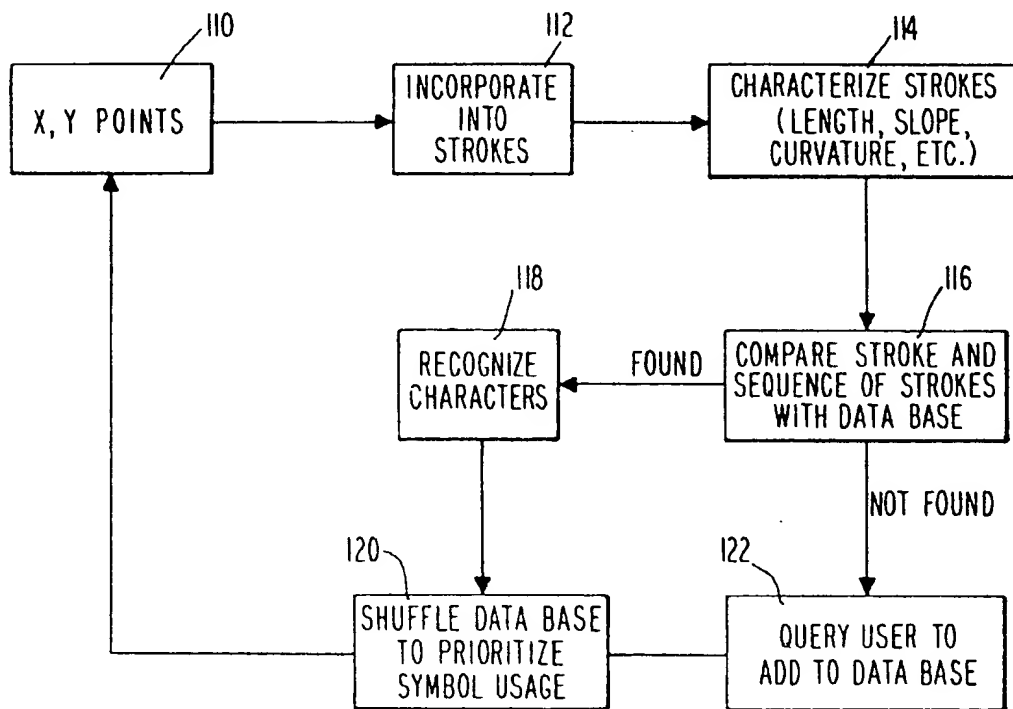 110
X, Y POINTS
112
INCORPORATE
INTO
STROKES
114
CHARACTERIZE STROKES
(LENGTH, SLOPE,
CURVATURE, ETC.)
116
COMPARE STROKE AND
SEQUENCE OF STROKES
WITH DATA BASE
FOUND
118
RECOGNIZE
CHARACTERS
NOT FOUND
120
SHUFFLE DATA BASE
TO PRIORITIZE
SYMBOL USAGE
122
QUERY USER TO
ADD TO DATA BASE